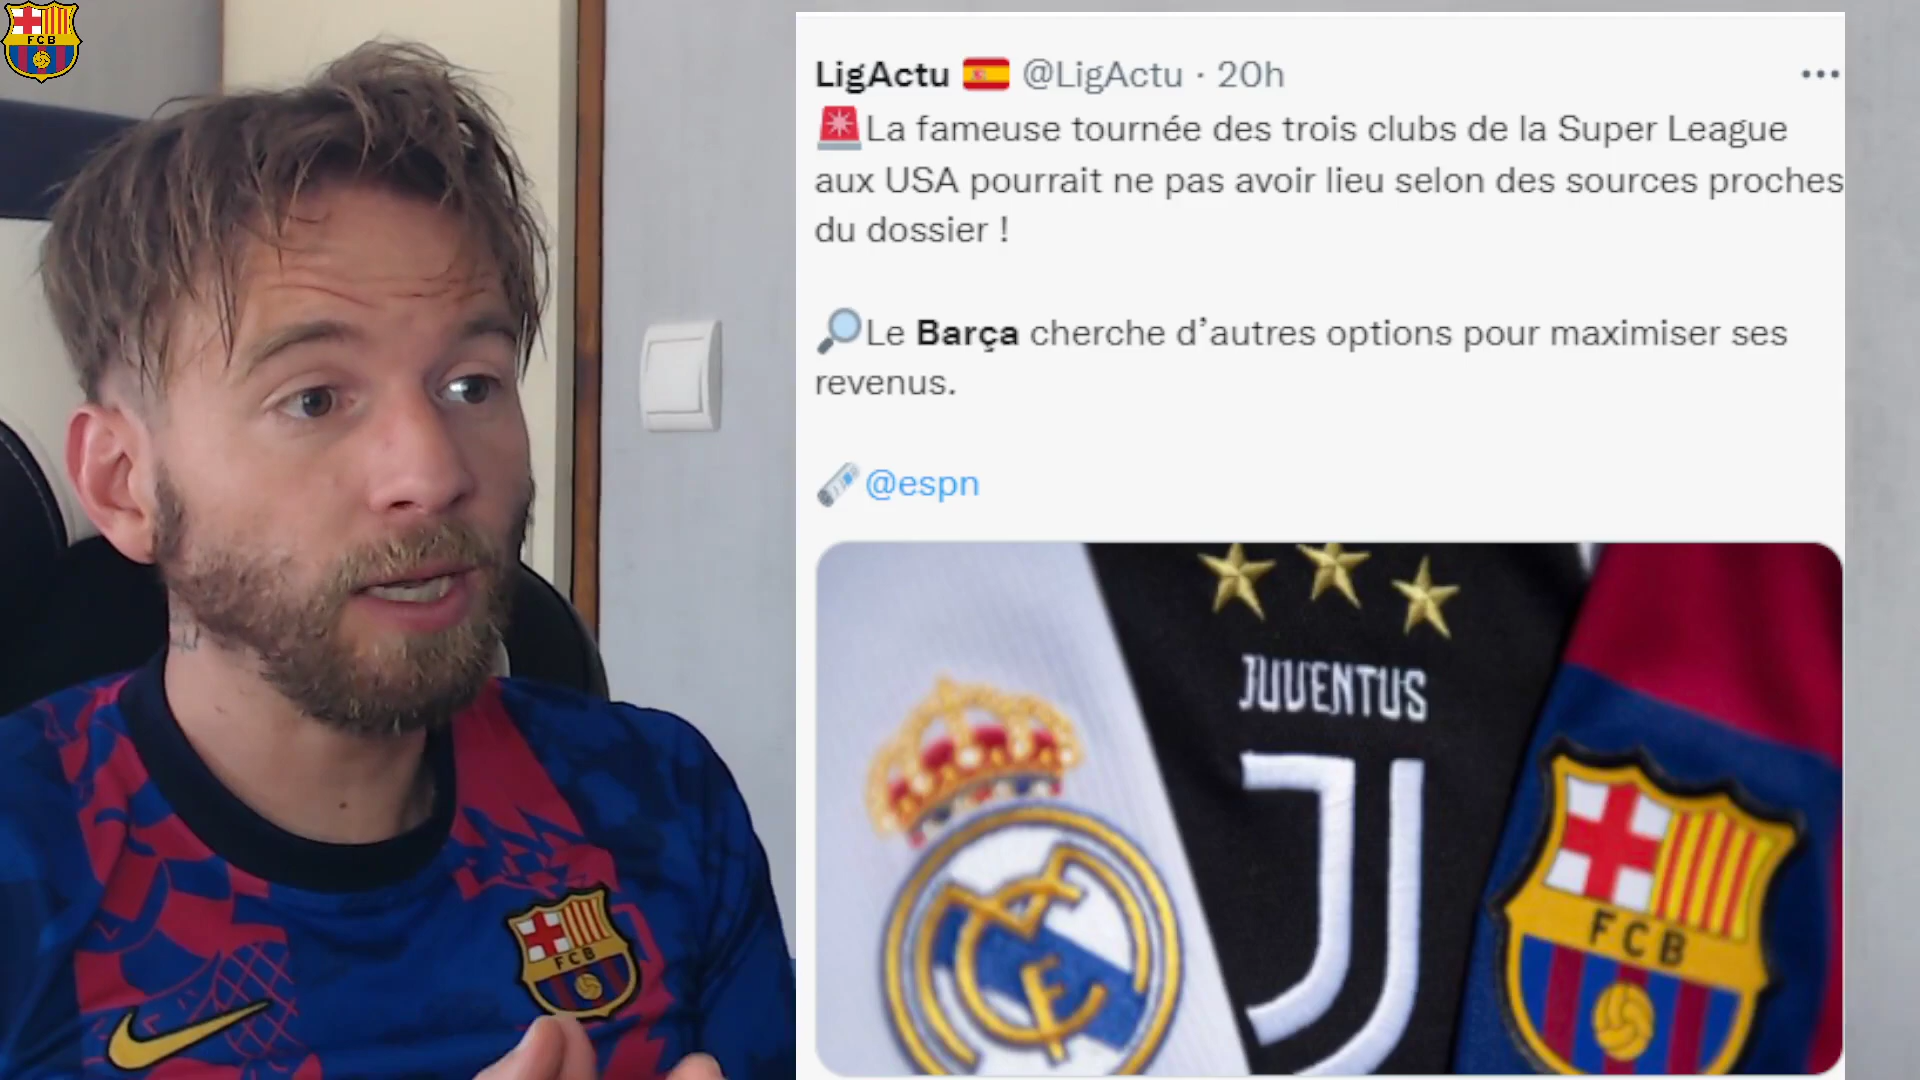 FCB
LigActu @LigActu · 20h
La fameuse tournée des trois clubs de la Super League
aux USA pourrait ne pas avoir lieu selon des sources proches
du dossier !
Le Barça cherche d’autres options pour maximiser ses
revenus.
@espn
JUVENTUS
FCB
FCB